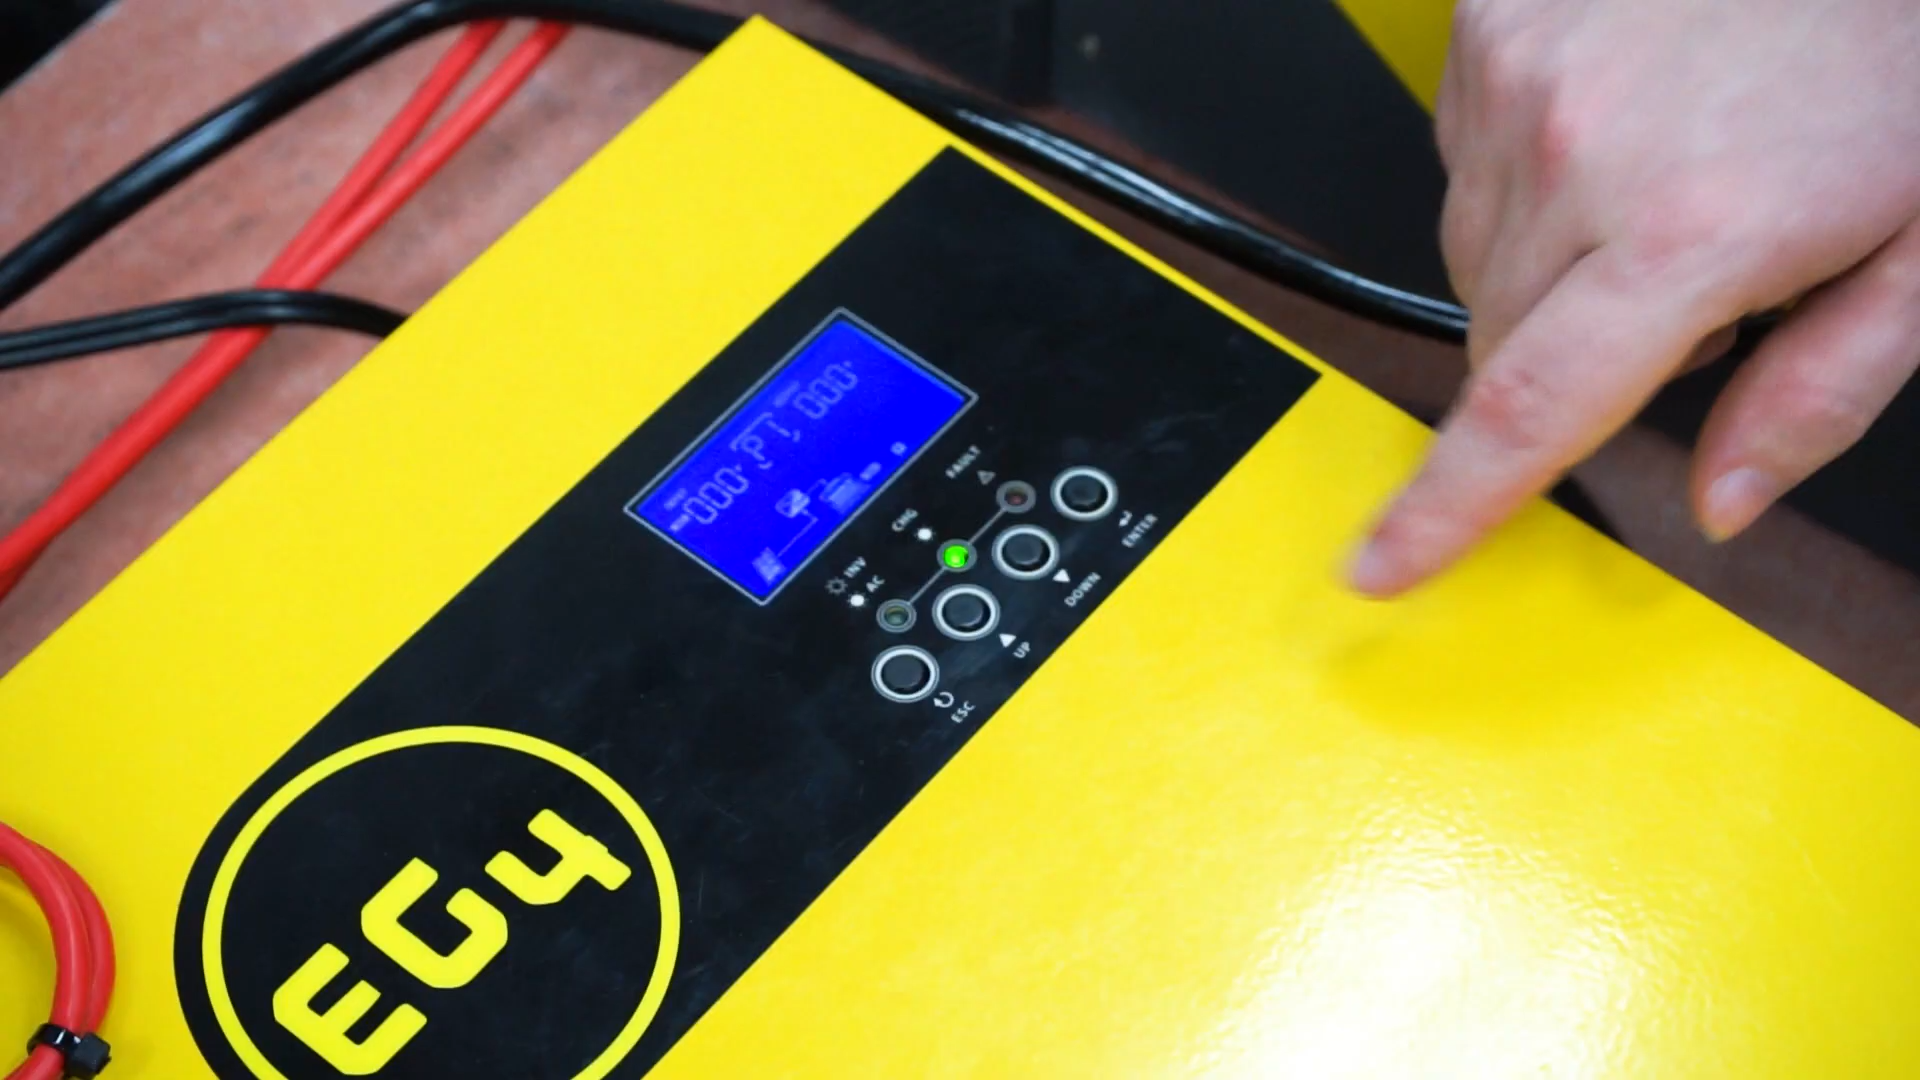 FAULT
CHG
INV
AC
ENTER
DOWN
UP
ESC
EG4